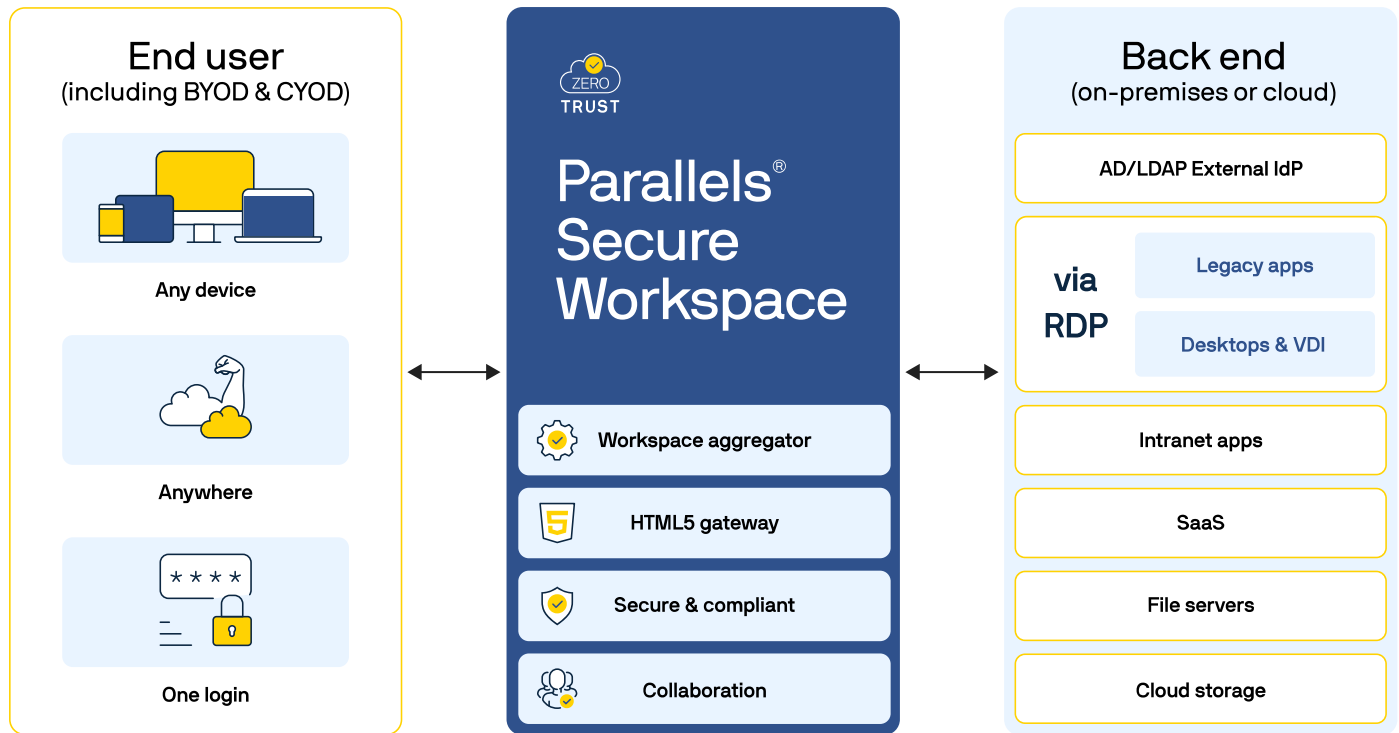 End user
(including BYOD & CYOD)
Any device
Anywhere
* * * *
One login
ZERO
TRUST
Parallels®
Secure
Workspace
Workspace aggregator
5
HTML5 gateway
Secure & compliant
Collaboration
Back end
(on-premises or cloud)
AD/LDAP External IdP
via
RDP
Legacy apps
Desktops & VDI
Intranet apps
SaaS
File servers
Cloud storage